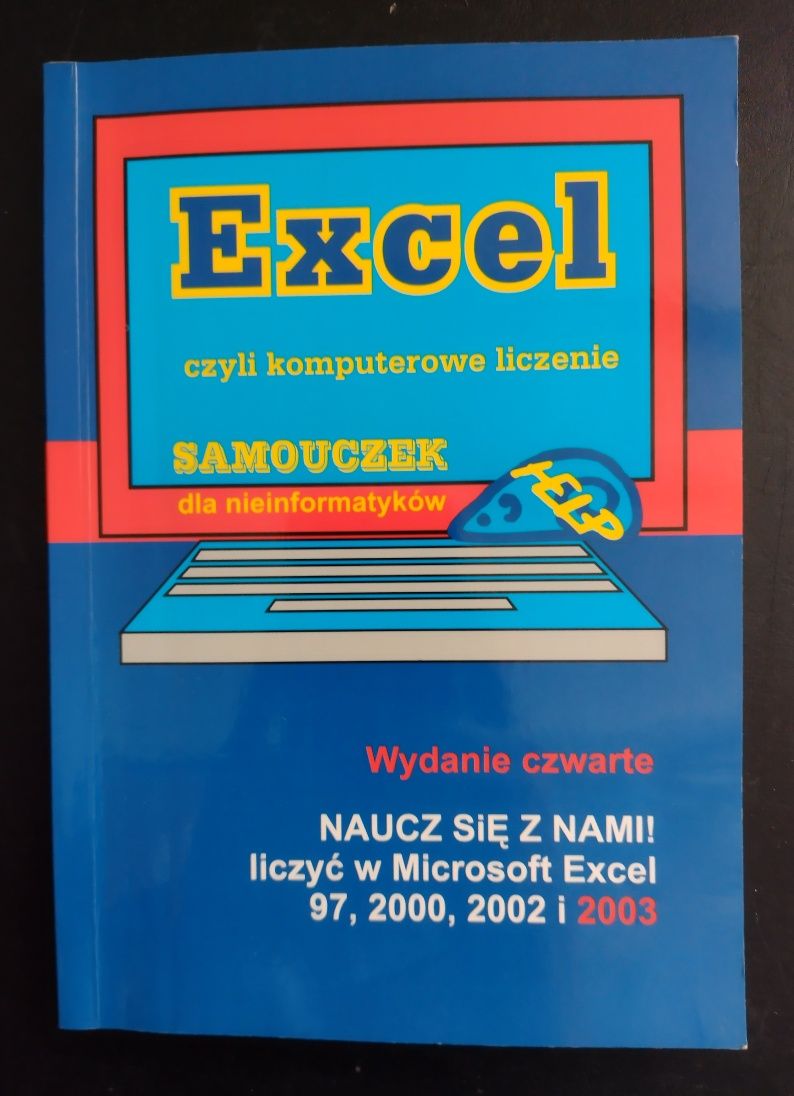 Excel
czyli komputerowe liczenie
SAMOUCZEK
dla nieinformatyków
HELP
Wydanie czwarte
NAUCZ SiĘ Z NAMI!
liczyć w Microsoft Excel
97, 2000, 2002 i 2003